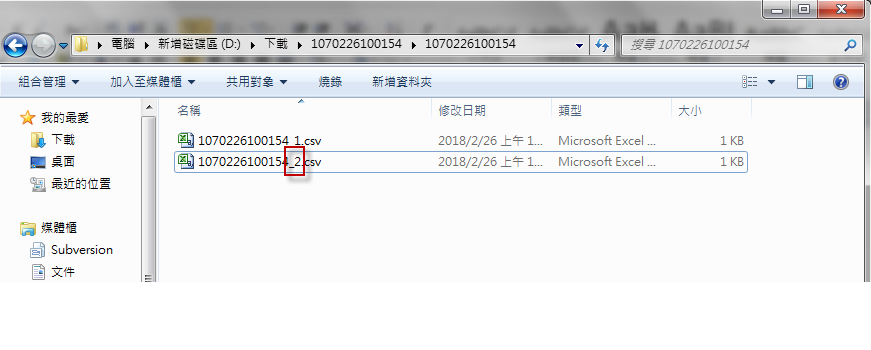 電腦 新增磁碟區 (D:) 下載 1070226100154 1070226100154
搜尋 1070226100154
組合管理 加入至媒體櫃 共用對象 燒錄 新增資料夾
我的最愛
下載
桌面
最近的位置
媒體櫃
Subversion
文件
名稱 修改日期 類型 大小
1070226100154_1.csv 2018/2/26 上午 1... Microsoft Excel ... 1 KB
1070226100154_2.csv 2018/2/26 上午 1... Microsoft Excel ... 1 KB